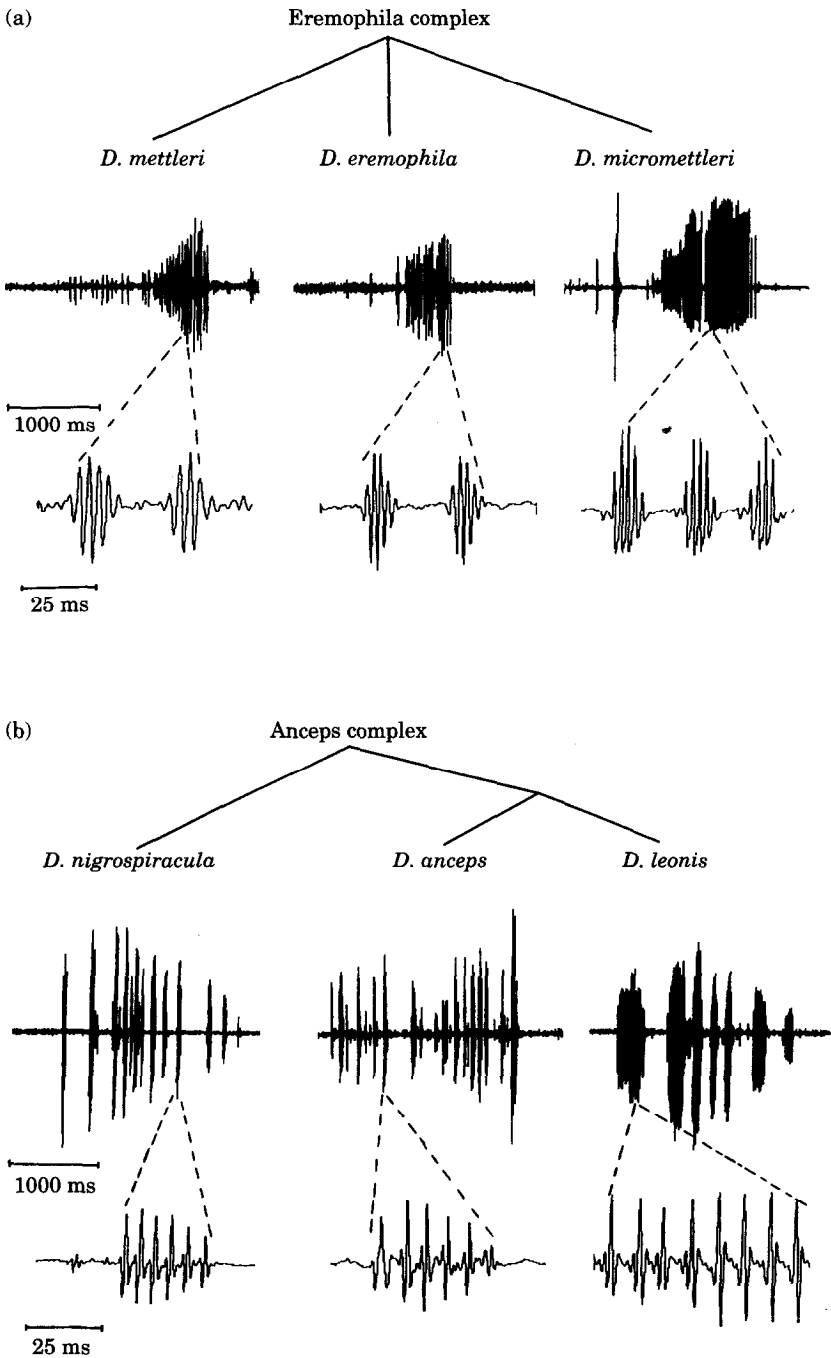 (a)
Eremophila complex
D. mettleri D. eremophila D. micromettleri
1000 ms
25 ms
(b)
Anceps complex
D. nigrospiracula D. anceps D. leonis
1000 ms
25 ms